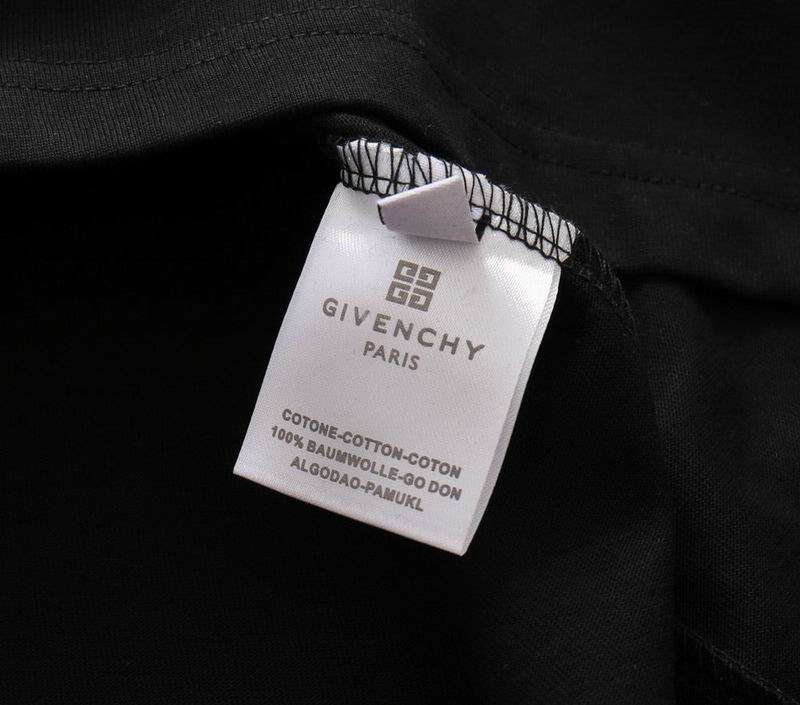 GIVENCHY
PARIS
COTONE-COTTON-COTON
100% BAUMWOLLE-GO DON
ALGODAO-PAMUKL